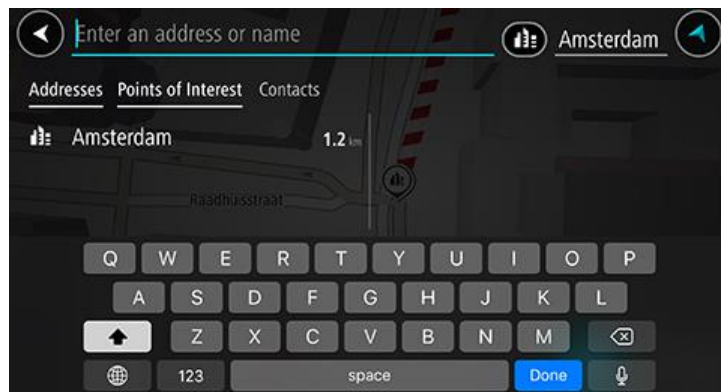 Enter an address or name
Amsterdam
Addresses Points of Interest Contacts
Amsterdam 1.2 km
Raadhuisstraat
Q W E R T Y U I O P
A S D F G H J K L
Z X C V B N M
123 space Done